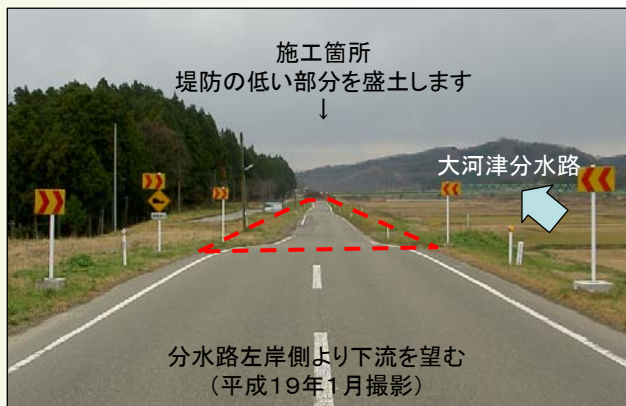 施工箇所
堤防の低い部分を盛土します
↓
大河津分水路
分水路左岸側より下流を望む
（平成19年1月撮影）